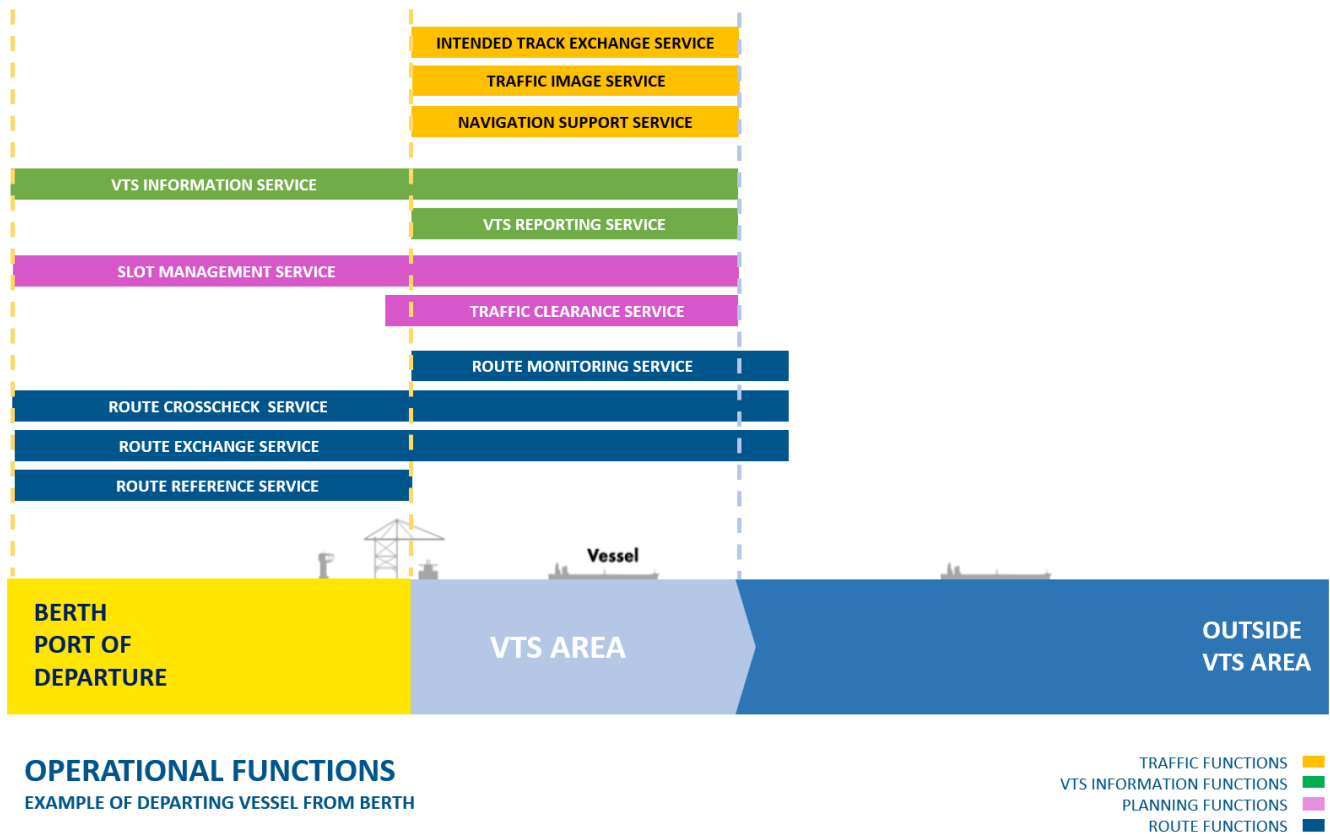 INTENDED TRACK EXCHANGE SERVICE
TRAFFIC IMAGE SERVICE
NAVIGATION SUPPORT SERVICE
VTS INFORMATION SERVICE
VTS REPORTING SERVICE
SLOT MANAGEMENT SERVICE
TRAFFIC CLEARANCE SERVICE
ROUTE MONITORING SERVICE
ROUTE CROSSCHECK SERVICE
ROUTE EXCHANGE SERVICE
ROUTE REFERENCE SERVICE
Vessel
BERTH
PORT OF
DEPARTURE
VTS AREA
OUTSIDE
VTS AREA
OPERATIONAL FUNCTIONS
EXAMPLE OF DEPARTING VESSEL FROM BERTH
TRAFFIC FUNCTIONS
VTS INFORMATION FUNCTIONS
PLANNING FUNCTIONS
ROUTE FUNCTIONS